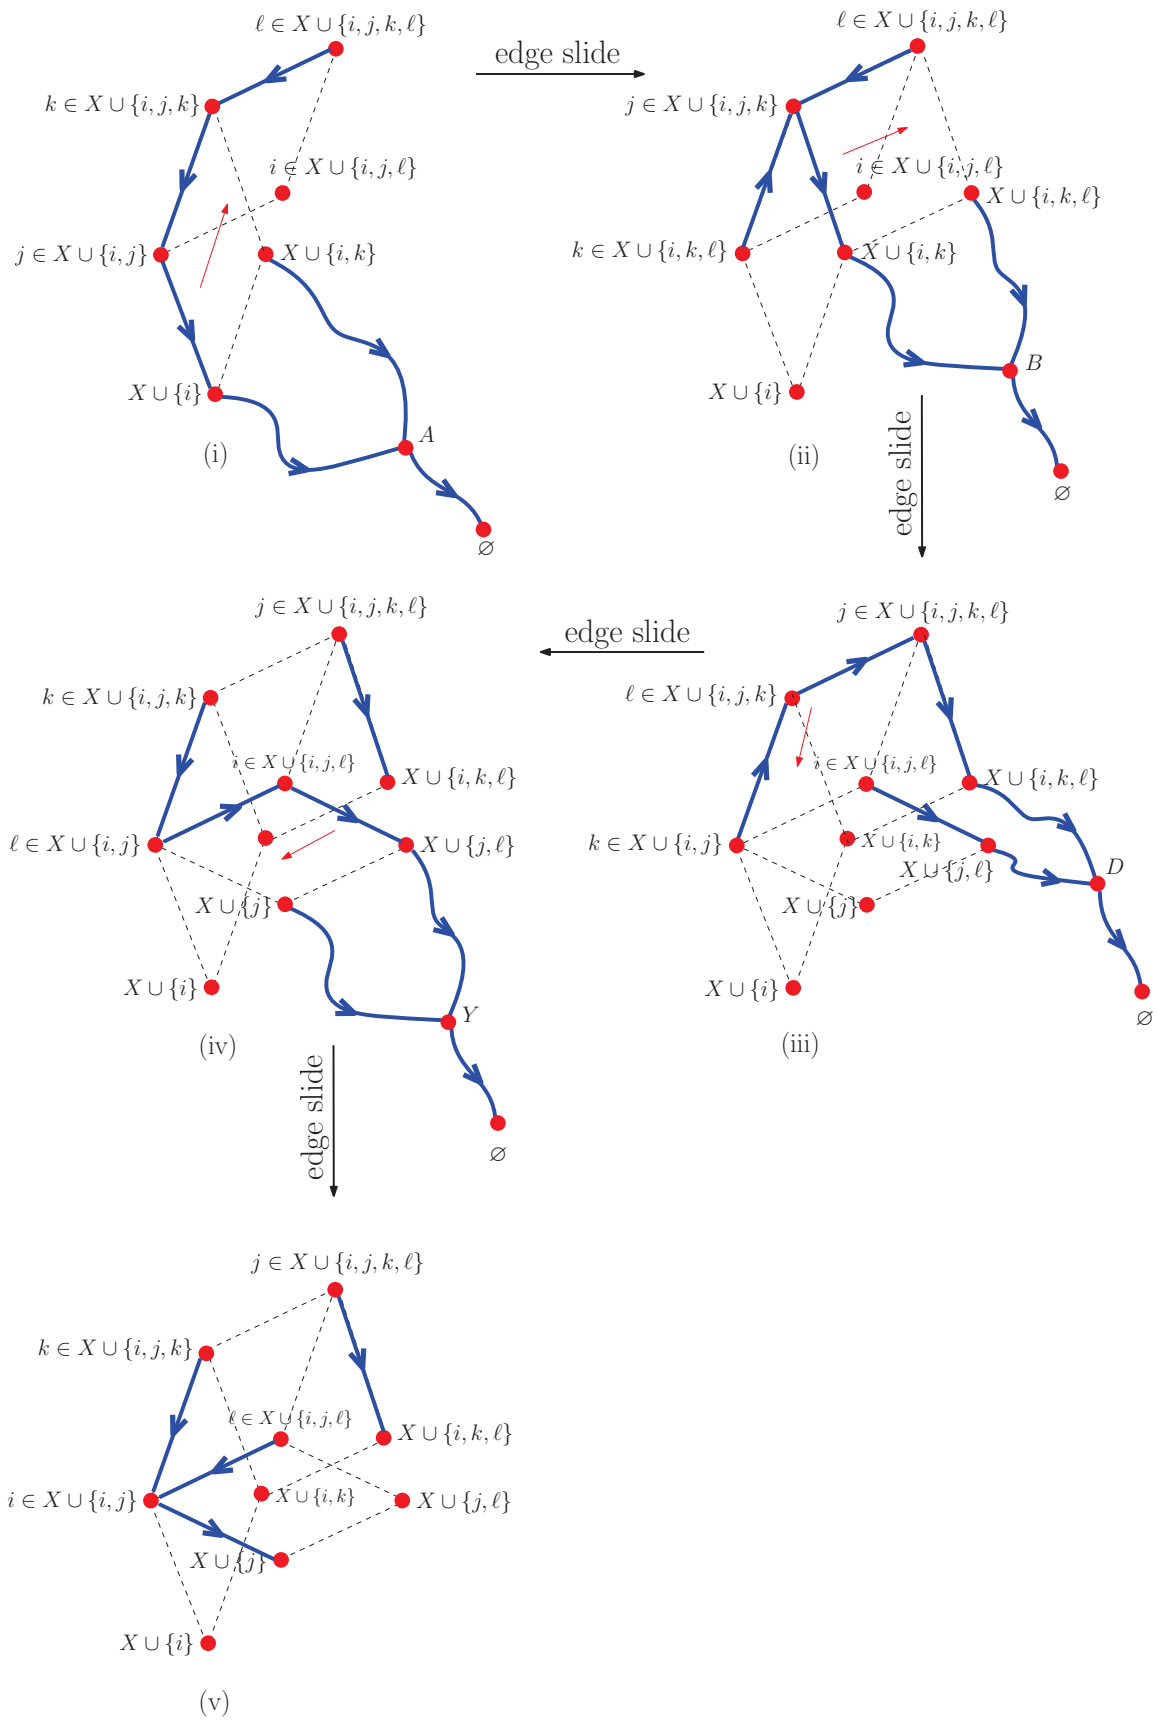 ℓ ∈ X ∪ {i, j, k, ℓ}
edge slide
k ∈ X ∪ {i, j, k}
i ∈ X ∪ {i, j, ℓ}
j ∈ X ∪ {i, j}
X ∪ {i, k}
X ∪ {i}
A
(i)
∅
ℓ ∈ X ∪ {i, j, k, ℓ}
j ∈ X ∪ {i, j, k}
i ∈ X ∪ {i, j, ℓ}
X ∪ {i, k, ℓ}
k ∈ X ∪ {i, k, ℓ}
X ∪ {i, k}
B
X ∪ {i}
(ii)
∅
edge slide
j ∈ X ∪ {i, j, k, ℓ}
ℓ ∈ X ∪ {i, j, k}
i ∈ X ∪ {i, j, ℓ}
X ∪ {i, k, ℓ}
k ∈ X ∪ {i, j}
X ∪ {i, k}
X ∪ {j, ℓ}
D
X ∪ {j}
X ∪ {i}
∅
(iii)
edge slide
j ∈ X ∪ {i, j, k, ℓ}
k ∈ X ∪ {i, j, k}
i ∈ X ∪ {i, j, ℓ}
X ∪ {i, k, ℓ}
ℓ ∈ X ∪ {i, j}
X ∪ {j, ℓ}
X ∪ {j}
X ∪ {i}
Y
(iv)
∅
edge slide
j ∈ X ∪ {i, j, k, ℓ}
k ∈ X ∪ {i, j, k}
ℓ ∈ X ∪ {i, j, ℓ}
X ∪ {i, k, ℓ}
i ∈ X ∪ {i, j}
X ∪ {i, k}
X ∪ {j, ℓ}
X ∪ {j}
X ∪ {i}
(v)